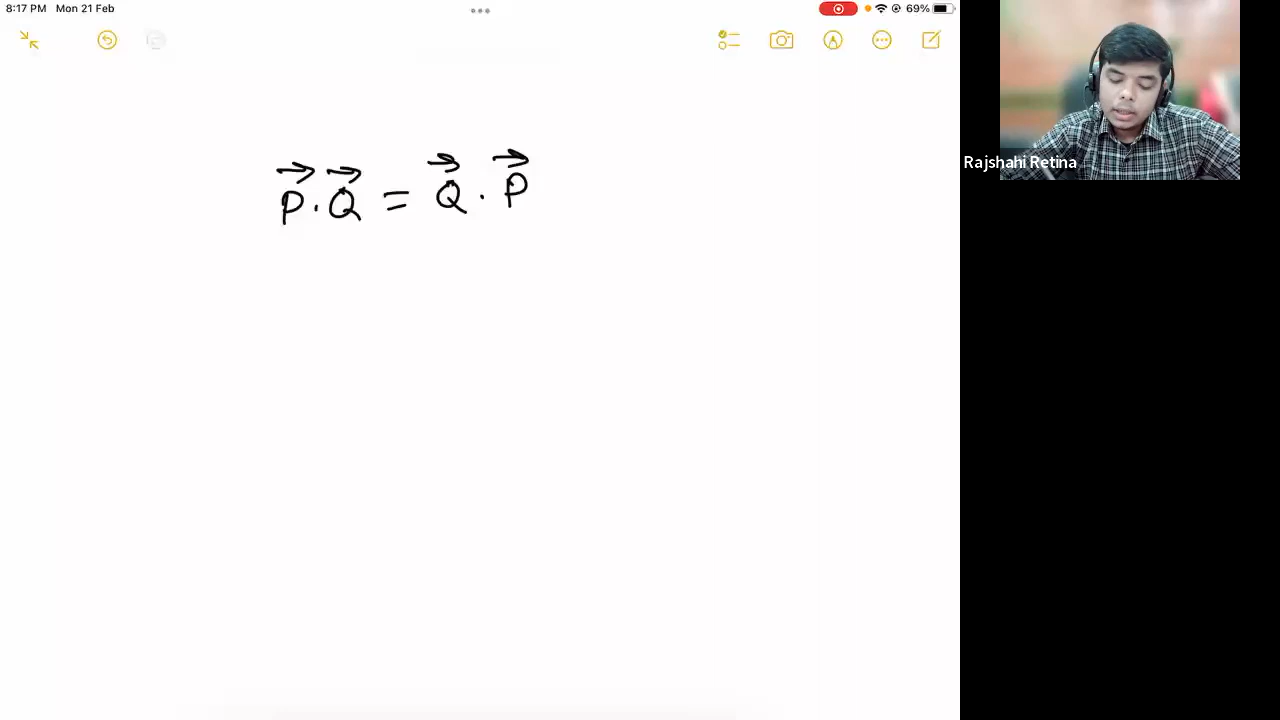 8:17 PM Mon 21 Feb 69%
Rajshahi Retina
P⃗ . Q⃗ = Q⃗ . P⃗